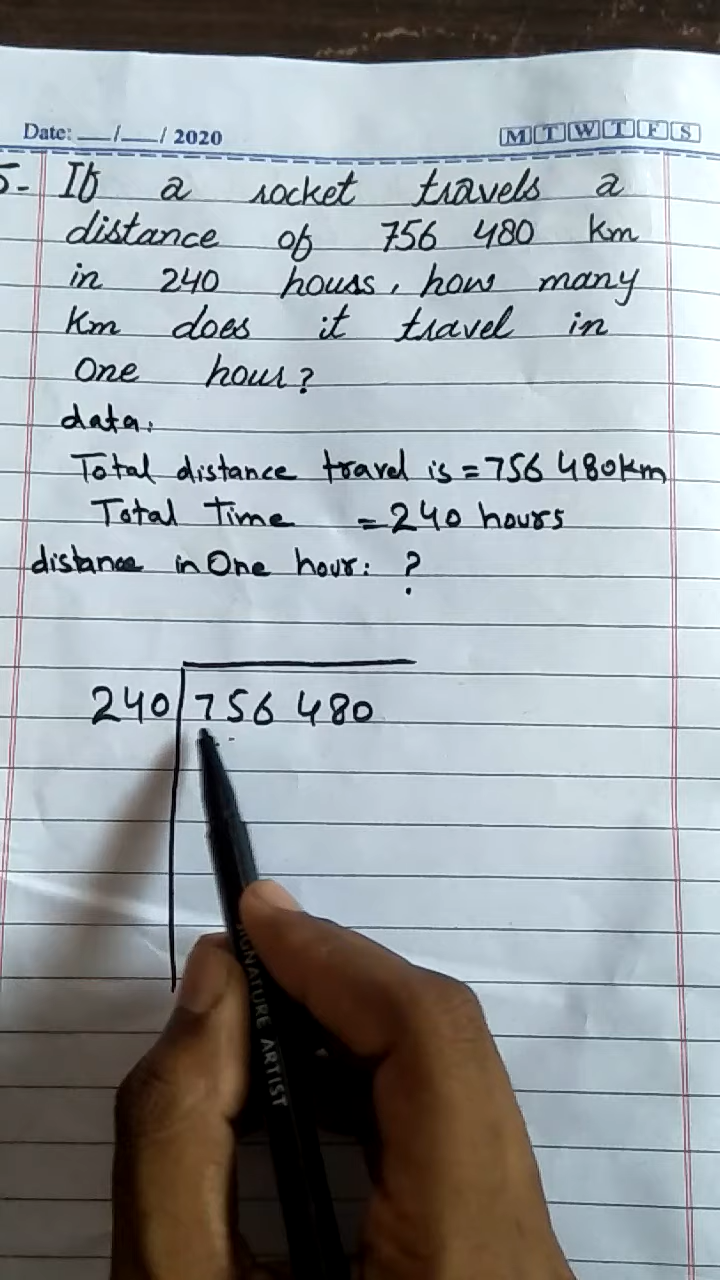 Date: __/__/ 2020 M T W T F S
5- If a rocket travels a
distance of 756 480 km
in 240 hours, how many
Km does it travel in
One hour?
data:
Total distance travel is = 756 480km
Total Time = 240 hours
distance in One hour: ?
240 756 480
SIGNATURE ARTIST